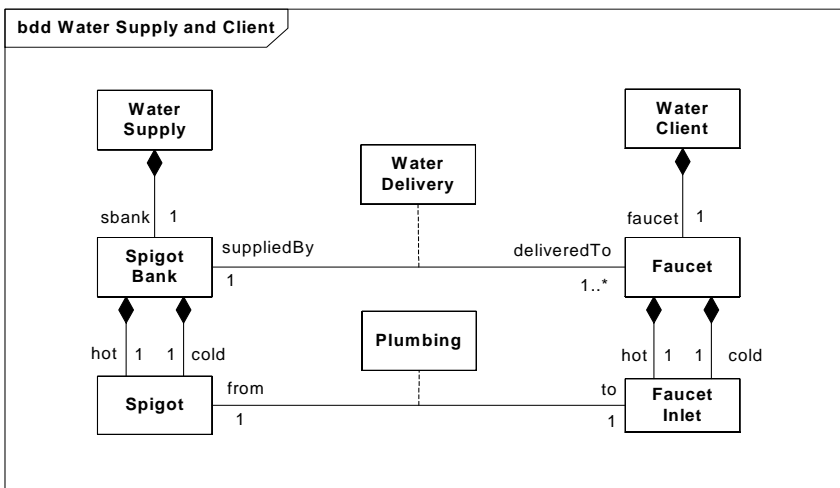 bdd Water Supply and Client
Water
Supply
Water
Client
Water
Delivery
sbank 1
faucet 1
Spigot
Bank
suppliedBy
1
deliveredTo
1..*
Faucet
hot 1 1 cold
hot 1 1 cold
Plumbing
Spigot
from
1
to
1
Faucet
Inlet